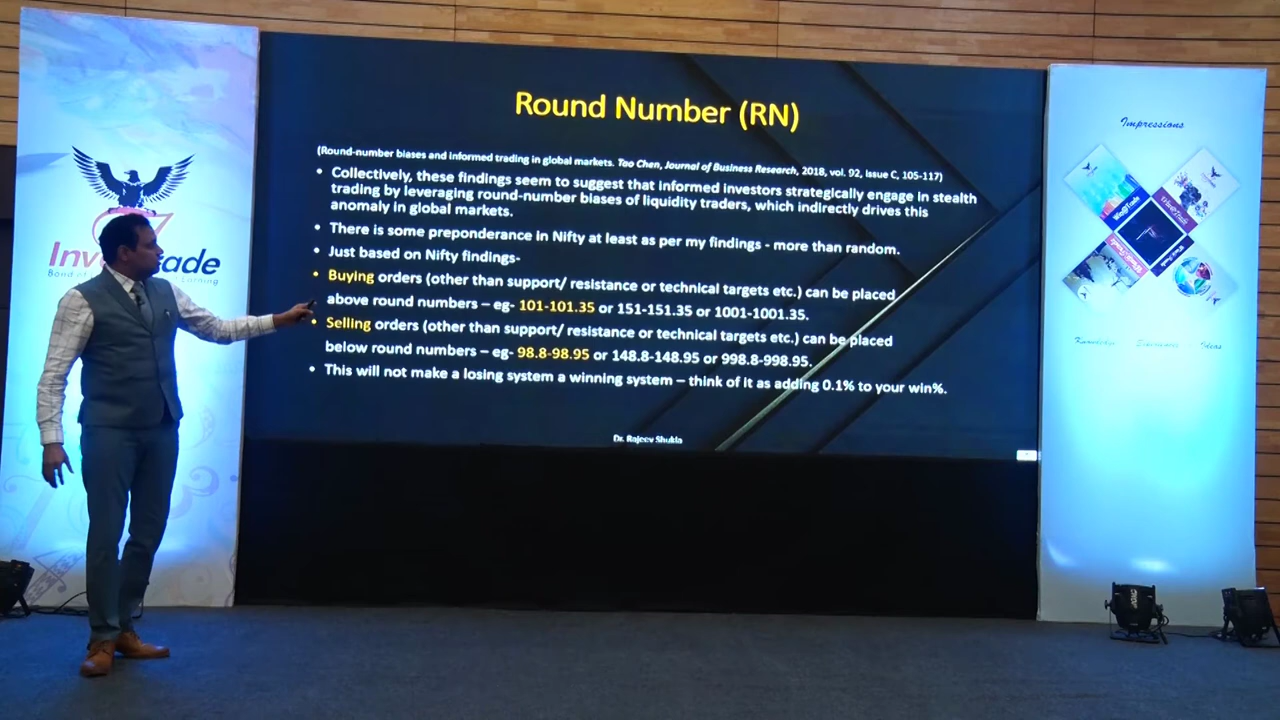 Round Number (RN)
(Round-number biases and informed trading in global markets. Tao Chen, Journal of Business Research, 2018, vol. 92, issue C, 105-117)
• Collectively, these findings seem to suggest that informed investors strategically engage in stealth
trading by leveraging round-number biases of liquidity traders, which indirectly drives this
anomaly in global markets.
• There is some preponderance in Nifty at least as per my findings - more than random.
• Just based on Nifty findings-
• Buying orders (other than support/ resistance or technical targets etc.) can be placed
above round numbers – eg- 101-101.35 or 151-151.35 or 1001-1001.35.
• Selling orders (other than support/ resistance or technical targets etc.) can be placed
below round numbers – eg- 98.8-98.95 or 148.8-148.95 or 998.8-998.95.
• This will not make a losing system a winning system – think of it as adding 0.1% to your win%.
Dr. Rajeev Shukla
Impressions
Knowledge Ideas